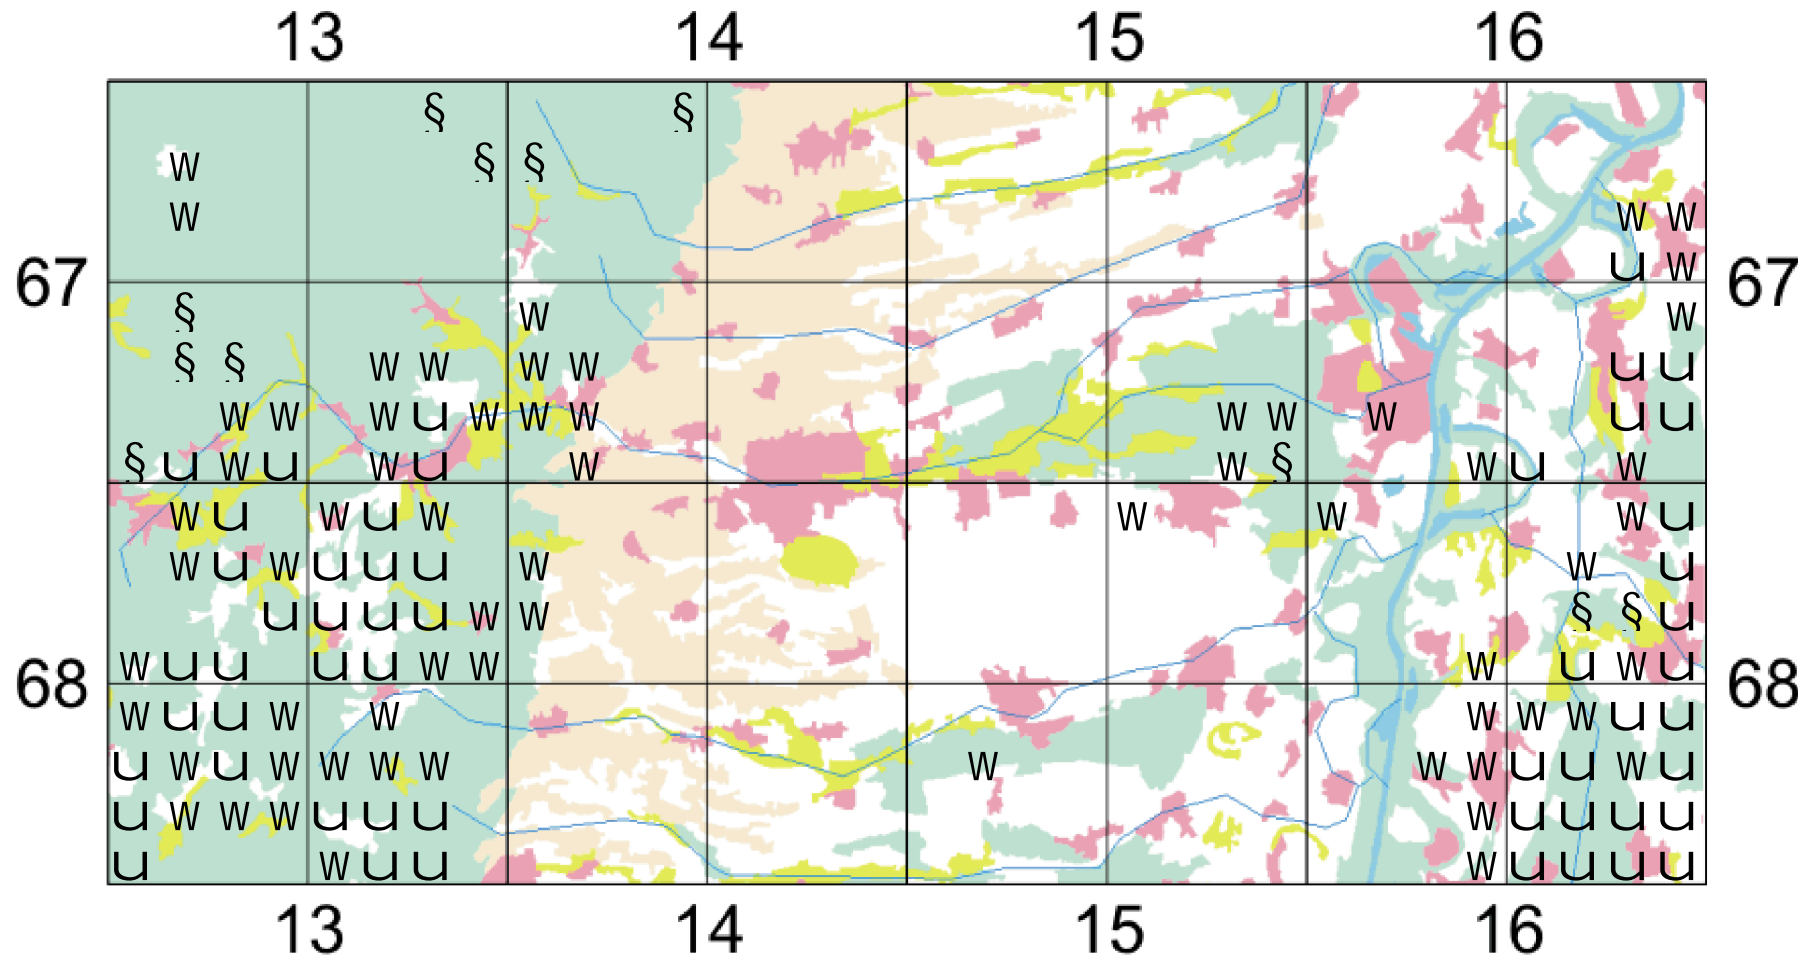 13 14 15 16
§ §
W § §
W W W
67 u W 67
§ W W
§ § W W W W u u
W W W u W W W W W W u u
§ u W u W u W W § W u W
W u W u W W W W u
W u W u u u W W u
u u u u W W § § u
W u u u u W W W u W u
68 68
W u u W W W W W u u
u W u W W W W W W W u u W u
u W W W u u u W u u u u
u W u u W u u u u
13 14 15 16